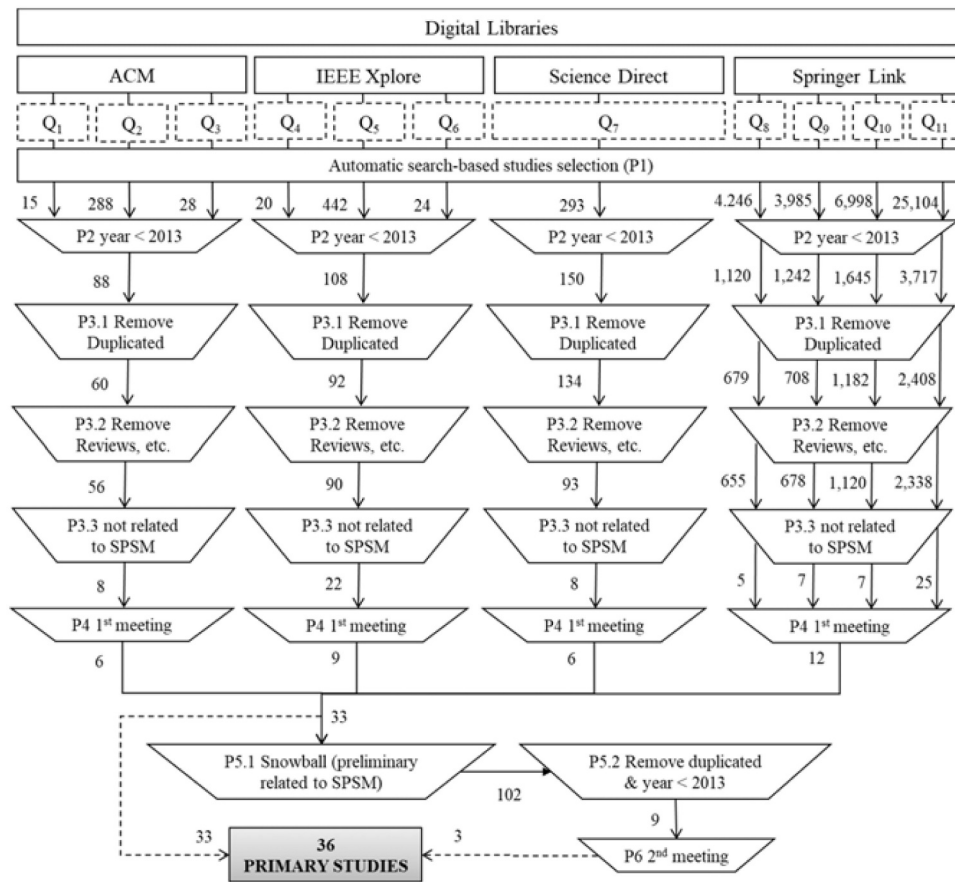 Digital Libraries
ACM
IEEE Xplore
Science Direct
Springer Link
Q1
Q2
Q3
Q4
Q5
Q6
Q7
Q8
Q9
Q10
Q11
Automatic search-based studies selection (P1)
15
288
28
20
442
24
293
4.246
3,985
6,998
25,104
P2 year < 2013
P2 year < 2013
P2 year < 2013
P2 year < 2013
88
108
150
1,120
1,242
1,645
3,717
P3.1 Remove
Duplicated
P3.1 Remove
Duplicated
P3.1 Remove
Duplicated
P3.1 Remove
Duplicated
60
92
134
679
708
1,182
2,408
P3.2 Remove
Reviews, etc.
P3.2 Remove
Reviews, etc.
P3.2 Remove
Reviews, etc.
P3.2 Remove
Reviews, etc.
56
90
93
655
678
1,120
2,338
P3.3 not related
to SPSM
P3.3 not related
to SPSM
P3.3 not related
to SPSM
P3.3 not related
to SPSM
8
22
8
5
7
7
25
P4 1st meeting
P4 1st meeting
P4 1st meeting
P4 1st meeting
6
9
6
12
33
P5.1 Snowball (preliminary
related to SPSM)
102
P5.2 Remove duplicated
& year < 2013
9
33
36
PRIMARY STUDIES
3
P6 2nd meeting